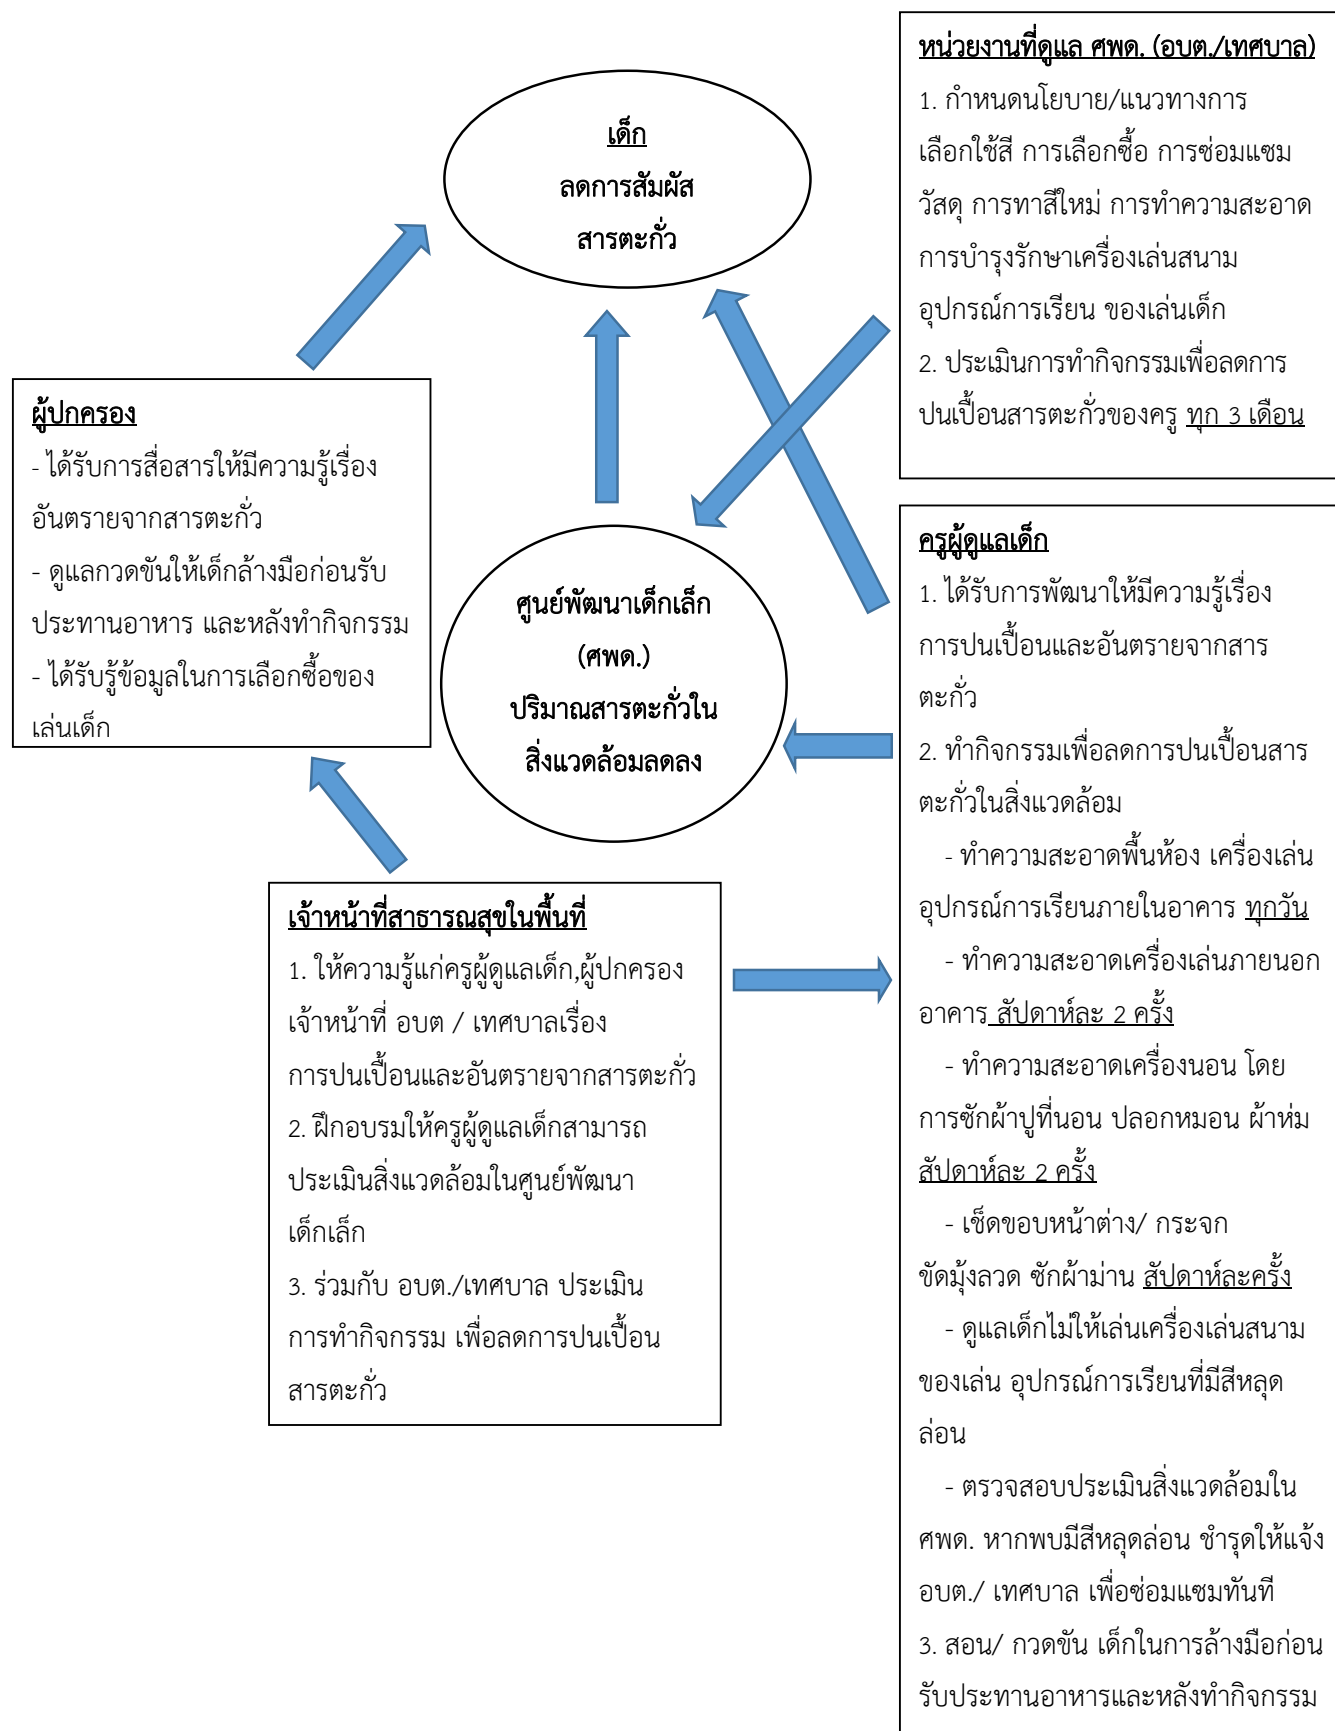 เด็ก
ลดการสัมผัส
สารตะกั่ว
หน่วยงานที่ดูแล ศพด. (อบต./เทศบาล)
1. กำหนดนโยบาย/แนวทางการ
เลือกใช้สี การเลือกซื้อ การซ่อมแซม
วัสดุ การทาสีใหม่ การทำความสะอาด
การบำรุงรักษาเครื่องเล่นสนาม
อุปกรณ์การเรียน ของเล่นเด็ก
2. ประเมินการทำกิจกรรมเพื่อลดการ
ปนเปื้อนสารตะกั่วของครู ทุก 3 เดือน
ผู้ปกครอง
- ได้รับการสื่อสารให้มีความรู้เรื่อง
อันตรายจากสารตะกั่ว
- ดูแลกวดขันให้เด็กล้างมือก่อนรับ
ประทานอาหาร และหลังทำกิจกรรม
- ได้รับรู้ข้อมูลในการเลือกซื้อของ
เล่นเด็ก
ศูนย์พัฒนาเด็กเล็ก
(ศพด.)
ปริมาณสารตะกั่วใน
สิ่งแวดล้อมลดลง
ครูผู้ดูแลเด็ก
1. ได้รับการพัฒนาให้มีความรู้เรื่อง
การปนเปื้อนและอันตรายจากสาร
ตะกั่ว
2. ทำกิจกรรมเพื่อลดการปนเปื้อนสาร
ตะกั่วในสิ่งแวดล้อม
- ทำความสะอาดพื้นห้อง เครื่องเล่น
อุปกรณ์การเรียนภายในอาคาร ทุกวัน
- ทำความสะอาดเครื่องเล่นภายนอก
อาคาร สัปดาห์ละ 2 ครั้ง
- ทำความสะอาดเครื่องนอน โดย
การซักผ้าปูที่นอน ปลอกหมอน ผ้าห่ม
สัปดาห์ละ 2 ครั้ง
- เช็ดขอบหน้าต่าง/ กระจก
ขัดมุ้งลวด ซักผ้าม่าน สัปดาห์ละครั้ง
- ดูแลเด็กไม่ให้เล่นเครื่องเล่นสนาม
ของเล่น อุปกรณ์การเรียนที่มีสีหลุด
ล่อน
- ตรวจสอบประเมินสิ่งแวดล้อมใน
ศพด. หากพบมีสีหลุดล่อน ชำรุดให้แจ้ง
อบต./ เทศบาล เพื่อซ่อมแซมทันที
3. สอน/ กวดขัน เด็กในการล้างมือก่อน
รับประทานอาหารและหลังทำกิจกรรม
เจ้าหน้าที่สาธารณสุขในพื้นที่
1. ให้ความรู้แก่ครูผู้ดูแลเด็ก,ผู้ปกครอง
เจ้าหน้าที่ อบต / เทศบาลเรื่อง
การปนเปื้อนและอันตรายจากสารตะกั่ว
2. ฝึกอบรมให้ครูผู้ดูแลเด็กสามารถ
ประเมินสิ่งแวดล้อมในศูนย์พัฒนา
เด็กเล็ก
3. ร่วมกับ อบต./เทศบาล ประเมิน
การทำกิจกรรม เพื่อลดการปนเปื้อน
สารตะกั่ว